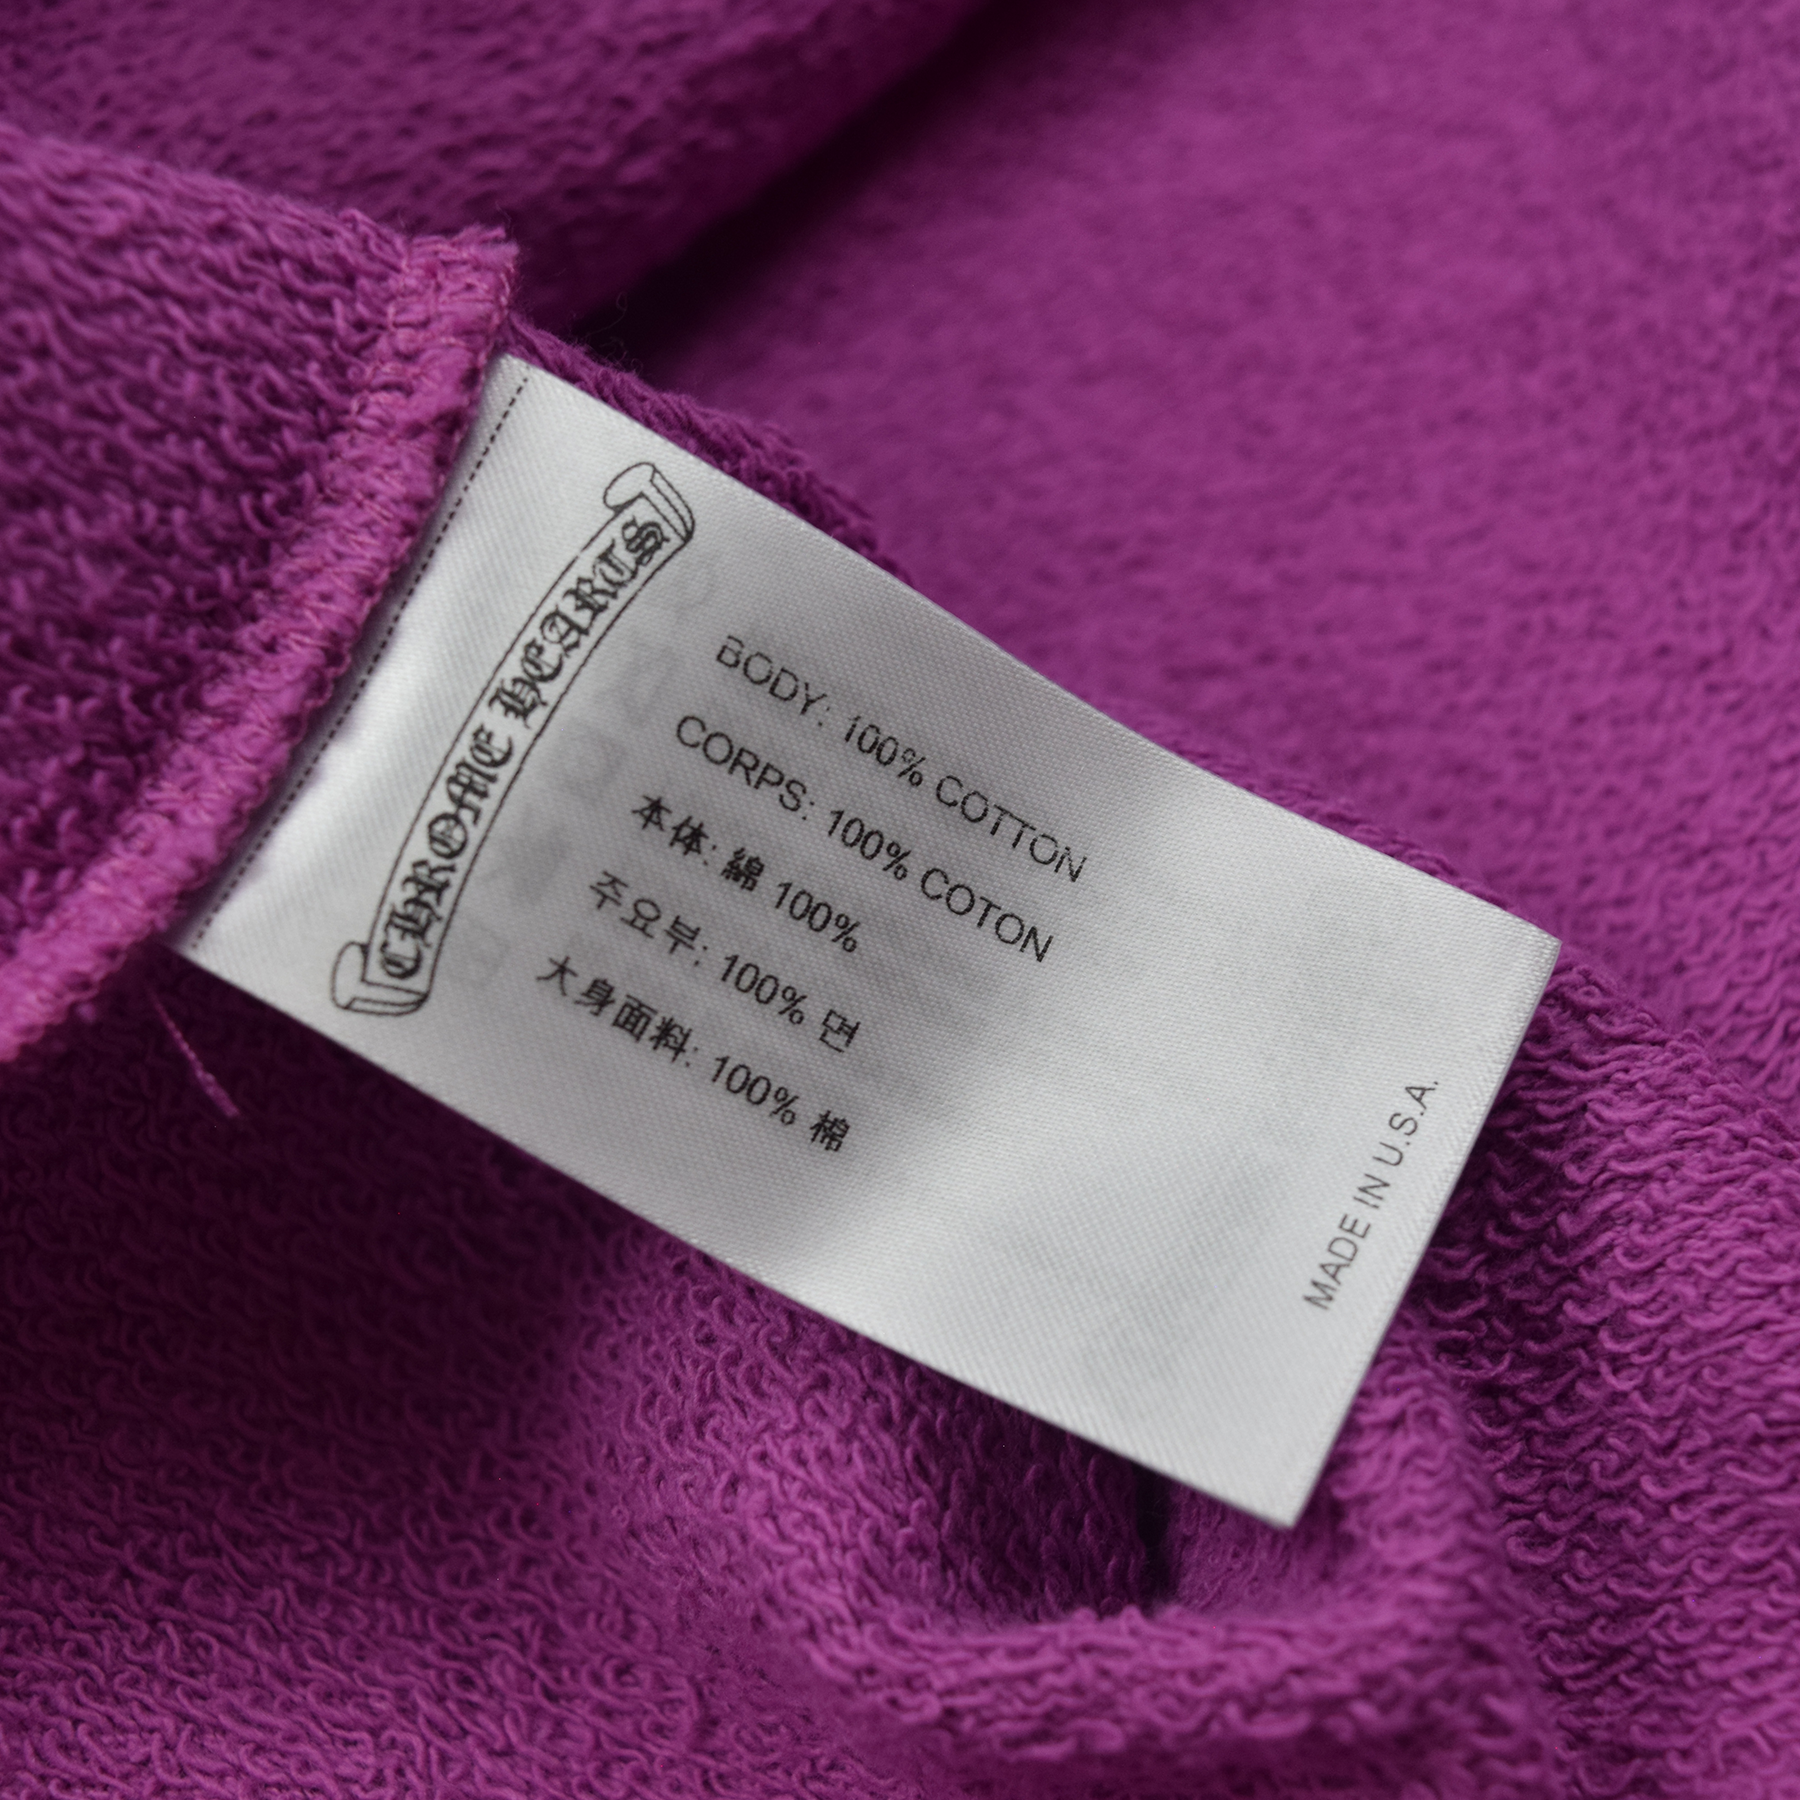 CHROME HEARTS
BODY: 100% COTTON
CORPS: 100% COTON
本体: 綿 100%
주요부: 100% 면
大身面料: 100% 棉
MADE IN U.S.A.